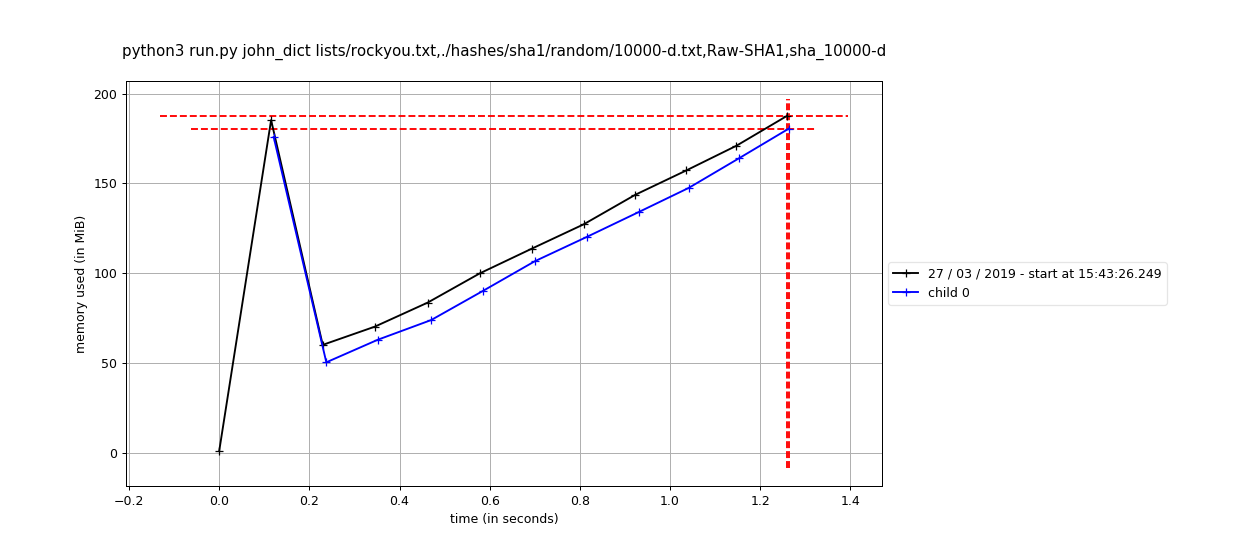 python3 run.py john_dict lists/rockyou.txt,./hashes/sha1/random/10000-d.txt,Raw-SHA1,sha_10000-d
200
150
100
50
0
memory used (in MiB)
−0.2 0.0 0.2 0.4 0.6 0.8 1.0 1.2 1.4
time (in seconds)
27 / 03 / 2019 - start at 15:43:26.249
child 0